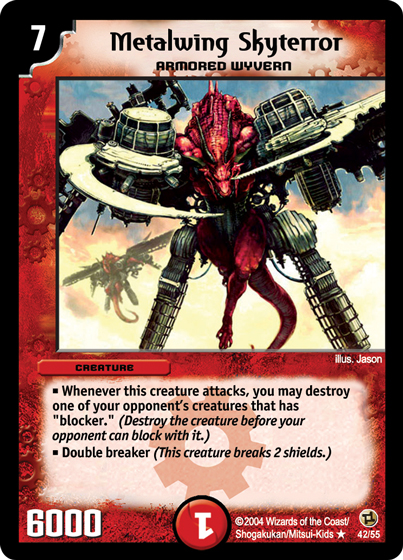 7
Metalwing Skyterror
ARMORED WYVERN
illus. Jason
CREATURE
▪ Whenever this creature attacks, you may destroy
one of your opponent's creatures that has
"blocker." (Destroy the creature before your
opponent can block with it.)
▪ Double breaker (This creature breaks 2 shields.)
6000
1
©2004 Wizards of the Coast/
Shogakukan/Mitsui-Kids ★ 42/55